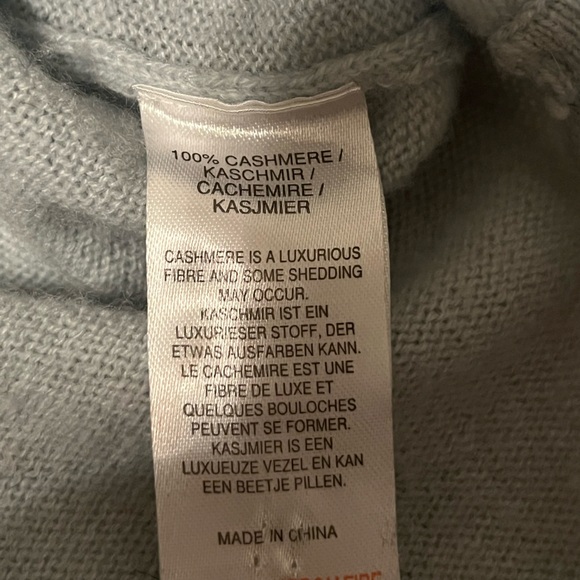 100% CASHMERE /
KASCHMIR /
CACHEMIRE /
KASJMIER
CASHMERE IS A LUXURIOUS
FIBRE AND SOME SHEDDING
MAY OCCUR.
KASCHMIR IST EIN
LUXURIESER STOFF, DER
ETWAS AUSFARBEN KANN.
LE CACHEMIRE EST UNE
FIBRE DE LUXE ET
QUELQUES BOULOCHES
PEUVENT SE FORMER.
KASJMIER IS EEN
LUXUEUZE VEZEL EN KAN
EEN BEETJE PILLEN.
MADE IN CHINA